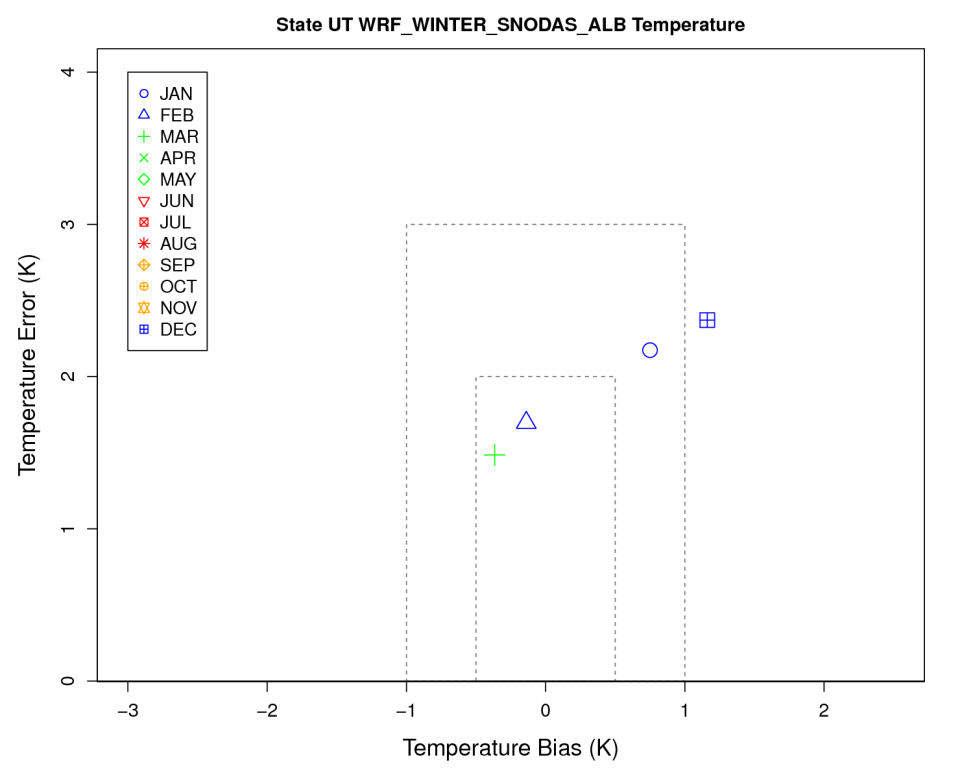 State UT WRF_WINTER_SNODAS_ALB Temperature
4
3
2
1
0
Temperature Error (K)
JAN
FEB
MAR
APR
MAY
JUN
JUL
AUG
SEP
OCT
NOV
DEC
−3 −2 −1 0 1 2
Temperature Bias (K)